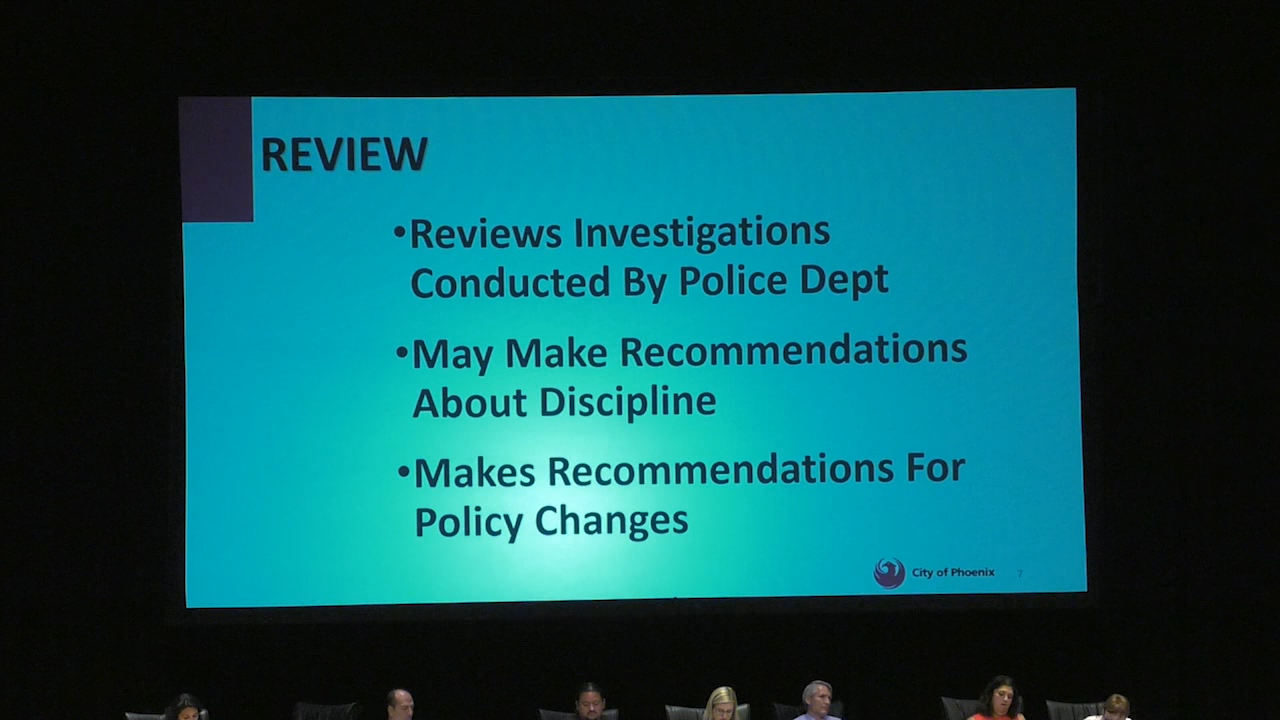 REVIEW
•Reviews Investigations
Conducted By Police Dept
•May Make Recommendations
About Discipline
•Makes Recommendations For
Policy Changes
City of Phoenix 7